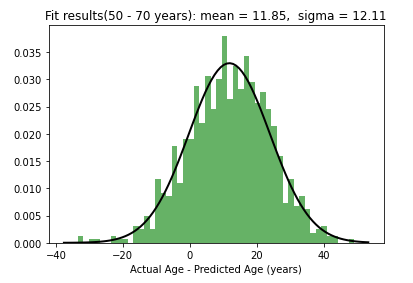 Fit results(50 - 70 years): mean = 11.85,  sigma = 12.11
0.035
0.030
0.025
0.020
0.015
0.010
0.005
0.000
−40 −20 0 20 40
Actual Age - Predicted Age (years)